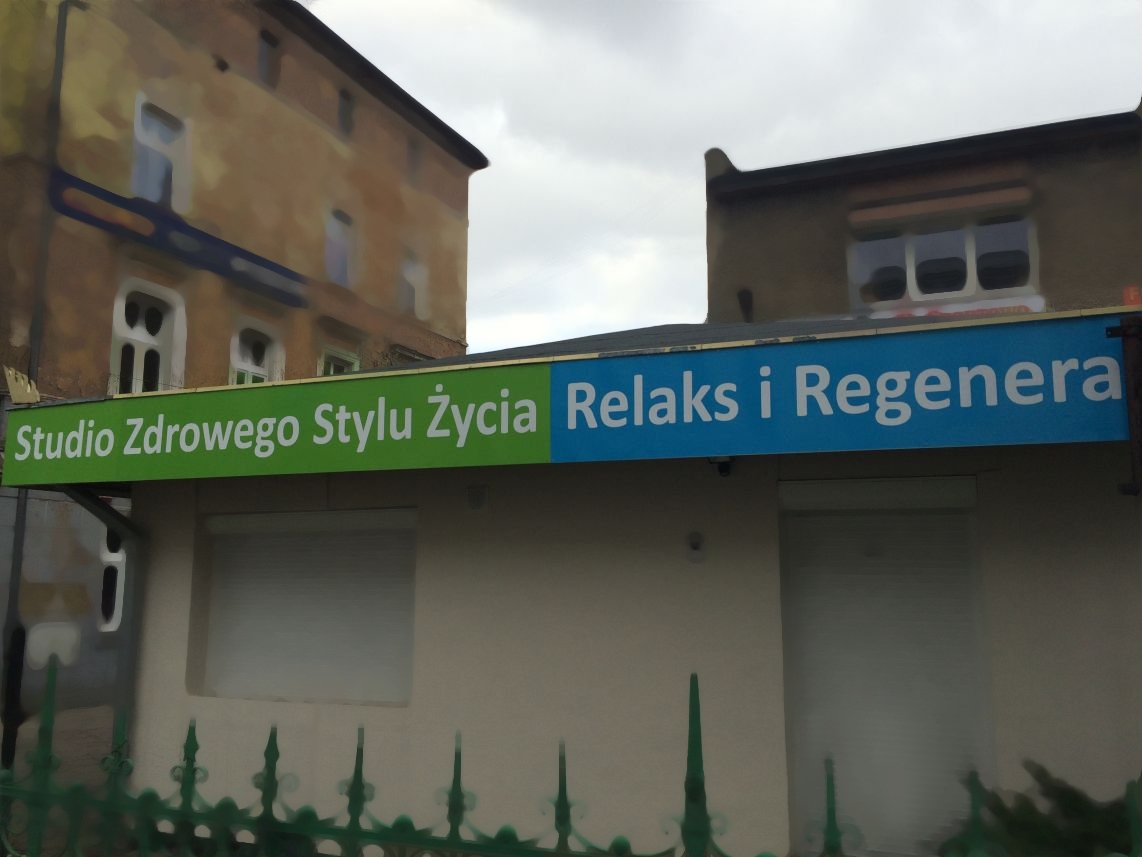 Studio Zdrowego Stylu Życia Relaks i Regenera